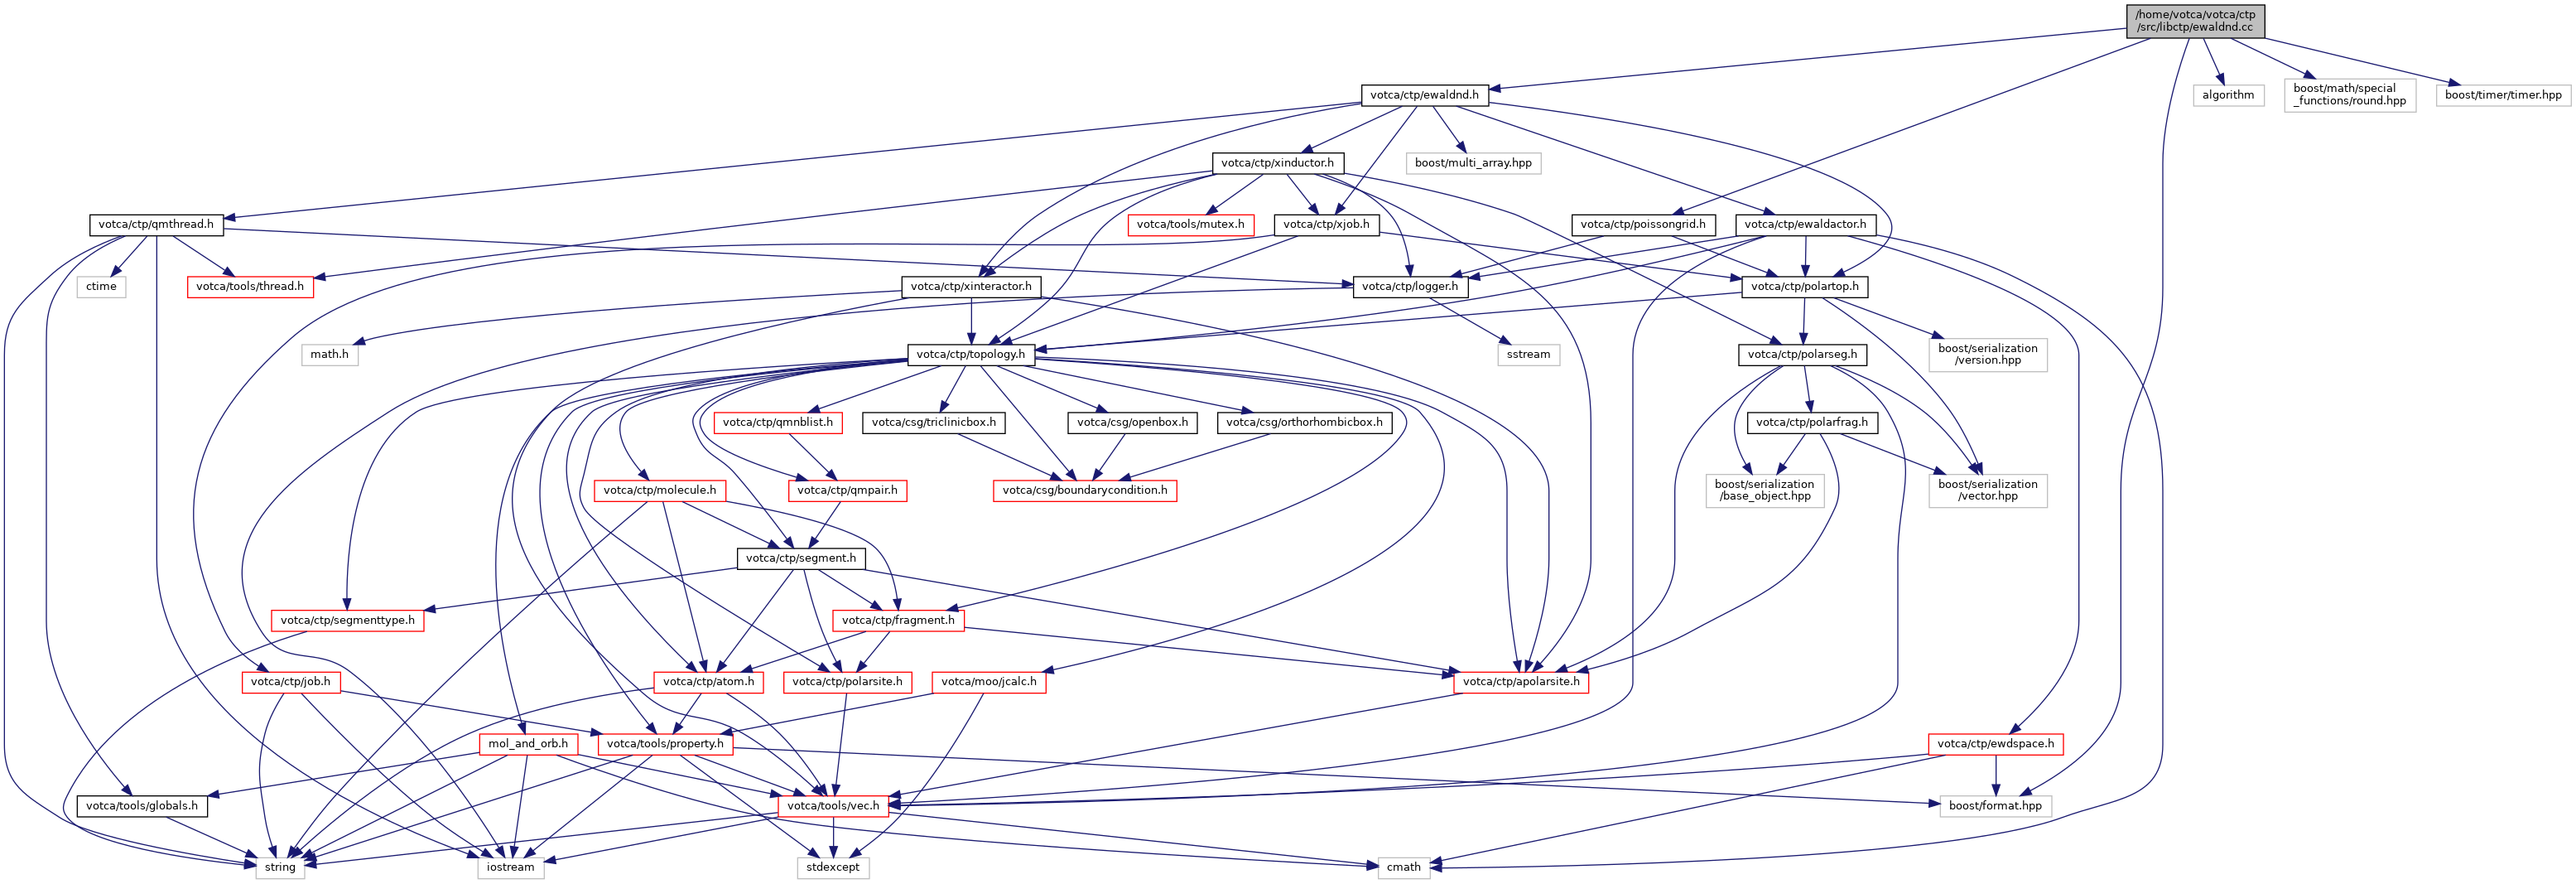 /home/votca/votca/ctp
/src/libctp/ewaldnd.cc
votca/ctp/ewaldnd.h
algorithm
boost/math/special
_functions/round.hpp
boost/timer/timer.hpp
votca/ctp/xinductor.h
boost/multi_array.hpp
votca/ctp/qmthread.h
votca/tools/mutex.h
votca/ctp/xjob.h
votca/ctp/poissongrid.h
votca/ctp/ewaldactor.h
ctime
votca/tools/thread.h
votca/ctp/xinteractor.h
votca/ctp/logger.h
votca/ctp/polartop.h
math.h
votca/ctp/topology.h
sstream
votca/ctp/polarseg.h
boost/serialization
/version.hpp
votca/ctp/qmnblist.h
votca/csg/triclinicbox.h
votca/csg/openbox.h
votca/csg/orthorhombicbox.h
votca/ctp/polarfrag.h
votca/ctp/molecule.h
votca/ctp/qmpair.h
votca/csg/boundarycondition.h
boost/serialization
/base_object.hpp
boost/serialization
/vector.hpp
votca/ctp/segment.h
votca/ctp/segmenttype.h
votca/ctp/fragment.h
votca/ctp/job.h
votca/ctp/atom.h
votca/ctp/polarsite.h
votca/moo/jcalc.h
votca/ctp/apolarsite.h
mol_and_orb.h
votca/tools/property.h
votca/ctp/ewdspace.h
votca/tools/globals.h
votca/tools/vec.h
boost/format.hpp
string
iostream
stdexcept
cmath